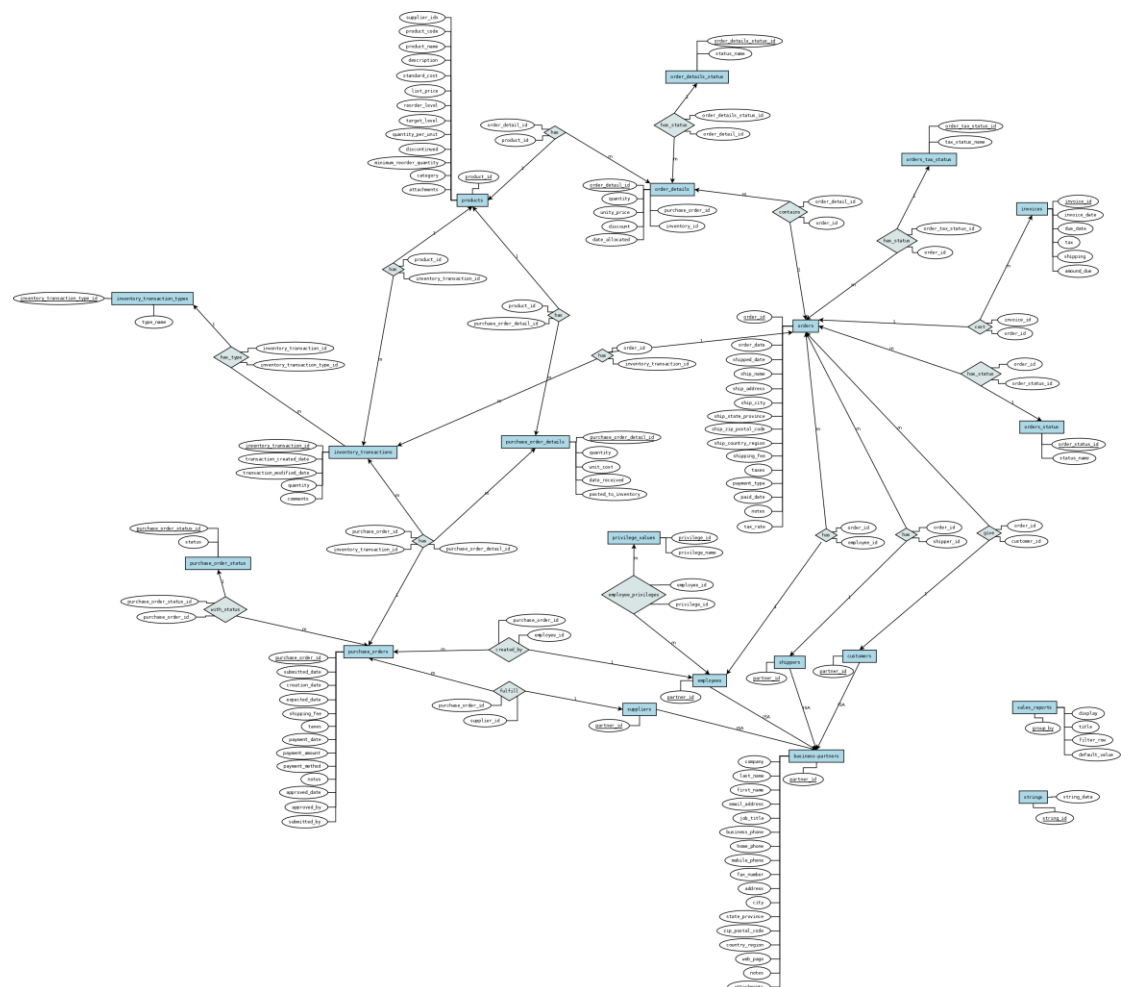 supplier_ids
product_code
product_name
description
standard_cost
list_price
reorder_level
target_level
quantity_per_unit
discontinued
minimum_reorder_quantity
category
attachments
product_id
products
order_details_status_id
status_name
order_details_status
has_status
order_details_status_id
order_detail_id
order_detail_id
product_id
has
order_detail_id
quantity
unity_price
discount
date_allocated
order_details
purchase_order_id
inventory_id
contains
order_detail_id
order_id
order_tax_status_id
tax_status_name
orders_tax_status
has_status
order_tax_status_id
order_id
invoices
invoice_id
invoice_date
due_date
tax
shipping
amound_due
cast
invoice_id
order_id
has
product_id
inventory_transaction_id
product_id
purchase_order_detail_id
has
inventory_transaction_type_id
inventory_transaction_types
type_name
has_type
inventory_transaction_id
inventory_transaction_type_id
has
order_id
inventory_transaction_id
order_id
orders
order_date
shipped_date
ship_name
ship_address
ship_city
ship_state_province
ship_zip_postal_code
ship_country_region
shipping_fee
taxes
payment_type
paid_date
notes
tax_rate
has_status
order_id
order_status_id
orders_status
order_status_id
status_name
inventory_transaction_id
transaction_created_date
transaction_modified_date
quantity
comments
inventory_transactions
purchase_order_details
purchase_order_detail_id
quantity
unit_cost
date_received
posted_to_inventory
purchase_order_id
inventory_transaction_id
has
purchase_order_detail_id
purchase_order_status_id
status
purchase_order_status
purchase_order_status_id
purchase_order_id
with_status
privilege_values
privilege_id
privilege_name
employee_privileges
employee_id
privilege_id
has
order_id
employee_id
has
order_id
shipper_id
give
order_id
customer_id
purchase_order_id
employee_id
created_by
purchase_orders
purchase_order_id
submitted_date
creation_date
expected_date
shipping_fee
taxes
payment_date
payment_amount
payment_method
notes
approved_date
approved_by
submitted_by
fulfill
purchase_order_id
supplier_id
suppliers
partner_id
employees
partner_id
shippers
partner_id
customers
partner_id
ISA
ISA
ISA
ISA
business-partners
partner_id
company
last_name
first_name
email_address
job_title
business_phone
home_phone
mobile_phone
fax_number
address
city
state_province
zip_postal_code
country_region
web_page
notes
attachments
sales_reports
group_by
display
title
filter_row
default_value
strings
string_data
string_id